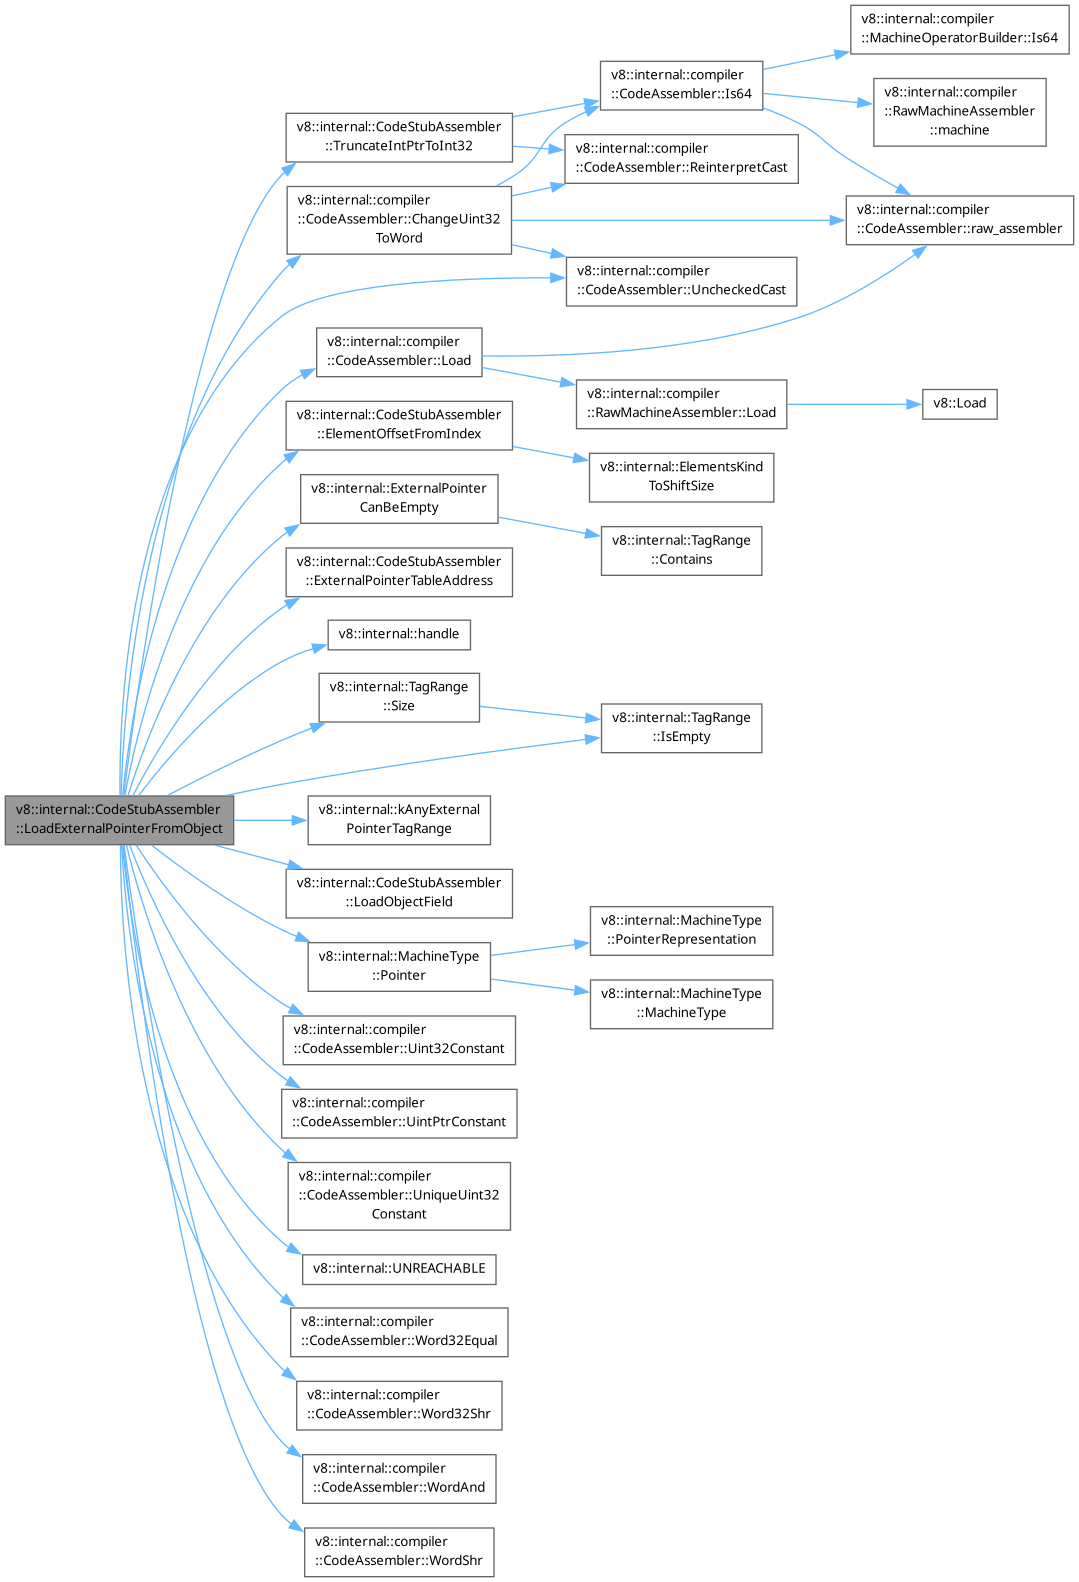 v8::internal::compiler
::MachineOperatorBuilder::Is64
v8::internal::compiler
::CodeAssembler::Is64
v8::internal::compiler
::RawMachineAssembler
::machine
v8::internal::CodeStubAssembler
::TruncateIntPtrToInt32
v8::internal::compiler
::CodeAssembler::ReinterpretCast
v8::internal::compiler
::CodeAssembler::ChangeUint32
ToWord
v8::internal::compiler
::CodeAssembler::raw_assembler
v8::internal::compiler
::CodeAssembler::UncheckedCast
v8::internal::compiler
::CodeAssembler::Load
v8::internal::compiler
::RawMachineAssembler::Load
v8::Load
v8::internal::CodeStubAssembler
::ElementOffsetFromIndex
v8::internal::ElementsKind
ToShiftSize
v8::internal::ExternalPointer
CanBeEmpty
v8::internal::TagRange
::Contains
v8::internal::CodeStubAssembler
::ExternalPointerTableAddress
v8::internal::handle
v8::internal::TagRange
::Size
v8::internal::TagRange
::IsEmpty
v8::internal::CodeStubAssembler
::LoadExternalPointerFromObject
v8::internal::kAnyExternal
PointerTagRange
v8::internal::CodeStubAssembler
::LoadObjectField
v8::internal::MachineType
::PointerRepresentation
v8::internal::MachineType
::Pointer
v8::internal::MachineType
::MachineType
v8::internal::compiler
::CodeAssembler::Uint32Constant
v8::internal::compiler
::CodeAssembler::UintPtrConstant
v8::internal::compiler
::CodeAssembler::UniqueUint32
Constant
v8::internal::UNREACHABLE
v8::internal::compiler
::CodeAssembler::Word32Equal
v8::internal::compiler
::CodeAssembler::Word32Shr
v8::internal::compiler
::CodeAssembler::WordAnd
v8::internal::compiler
::CodeAssembler::WordShr